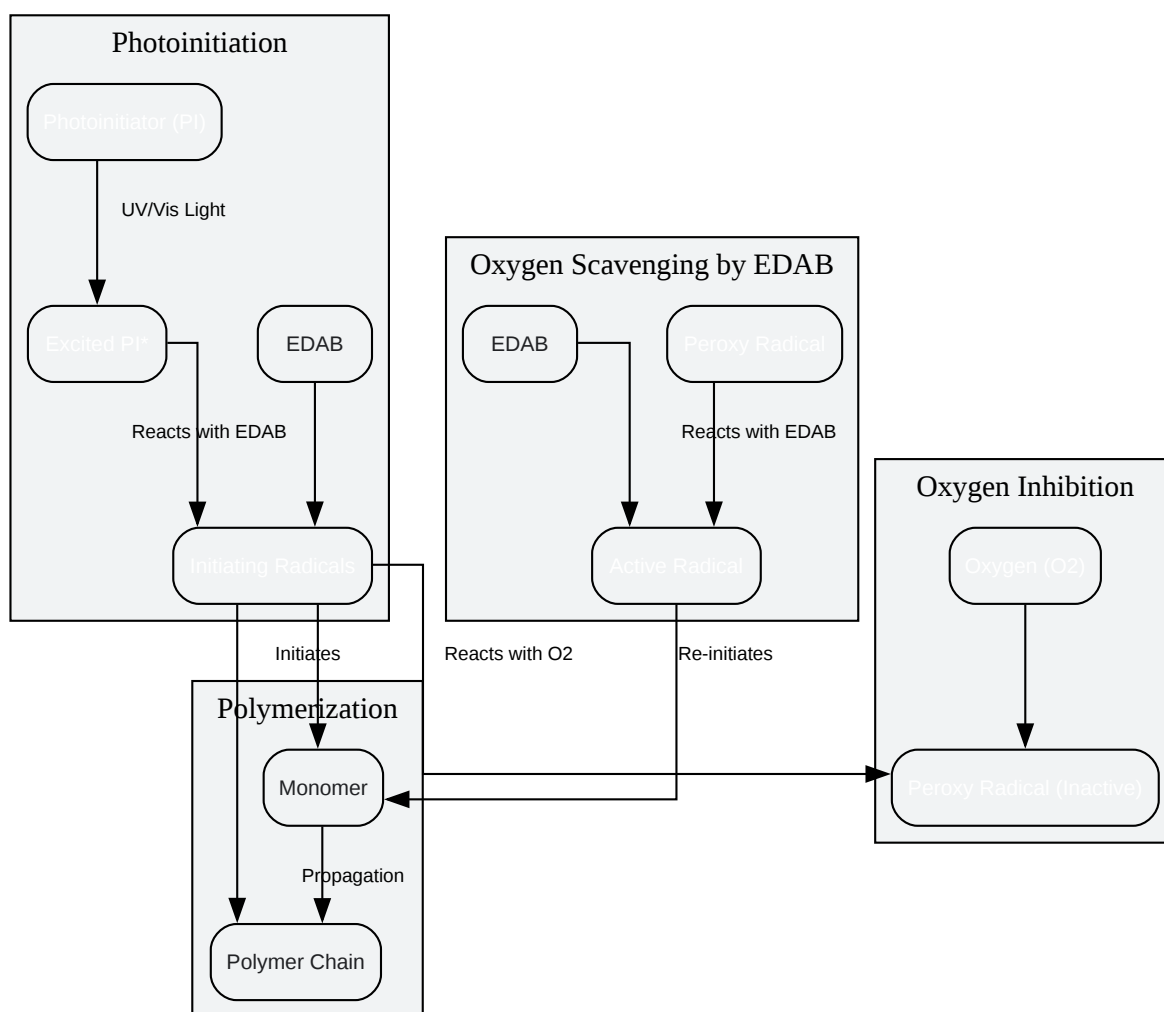 Photoinitiation
Photoinitiator (PI)
UV/Vis Light
Excited PI*
EDAB
Reacts with EDAB
Initiating Radicals
Oxygen Scavenging by EDAB
EDAB
Peroxy Radical
Reacts with EDAB
Active Radical
Oxygen Inhibition
Oxygen (O2)
Peroxy Radical (Inactive)
Initiates
Reacts with O2
Re-initiates
Polymerization
Monomer
Propagation
Polymer Chain